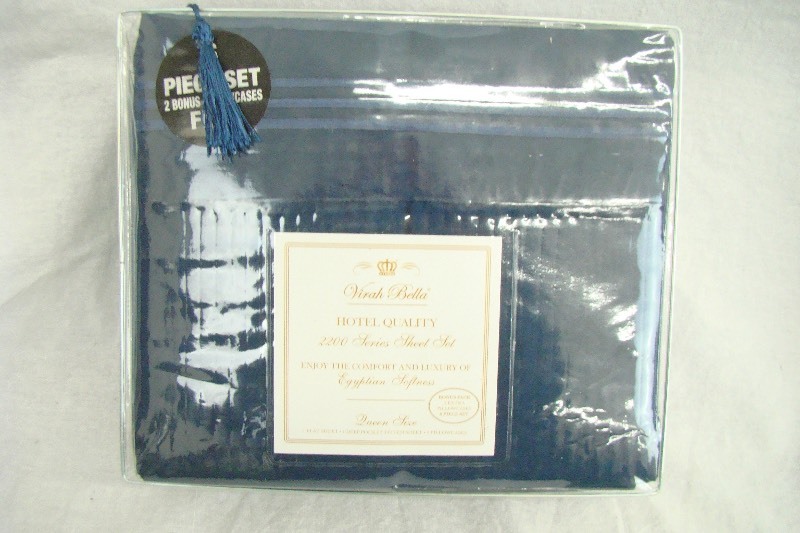 PIECE SET
2 BONUS CASES
F
Virah Bella
HOTEL QUALITY
2200 Series Sheet Set
ENJOY THE COMFORT AND LUXURY OF
Egyptian Softness
Queen Size